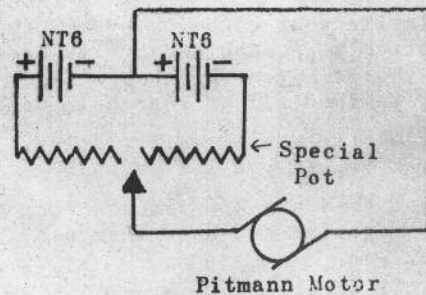 NT6 NT6
+ - + -
Special
Pot
Pitmann Motor